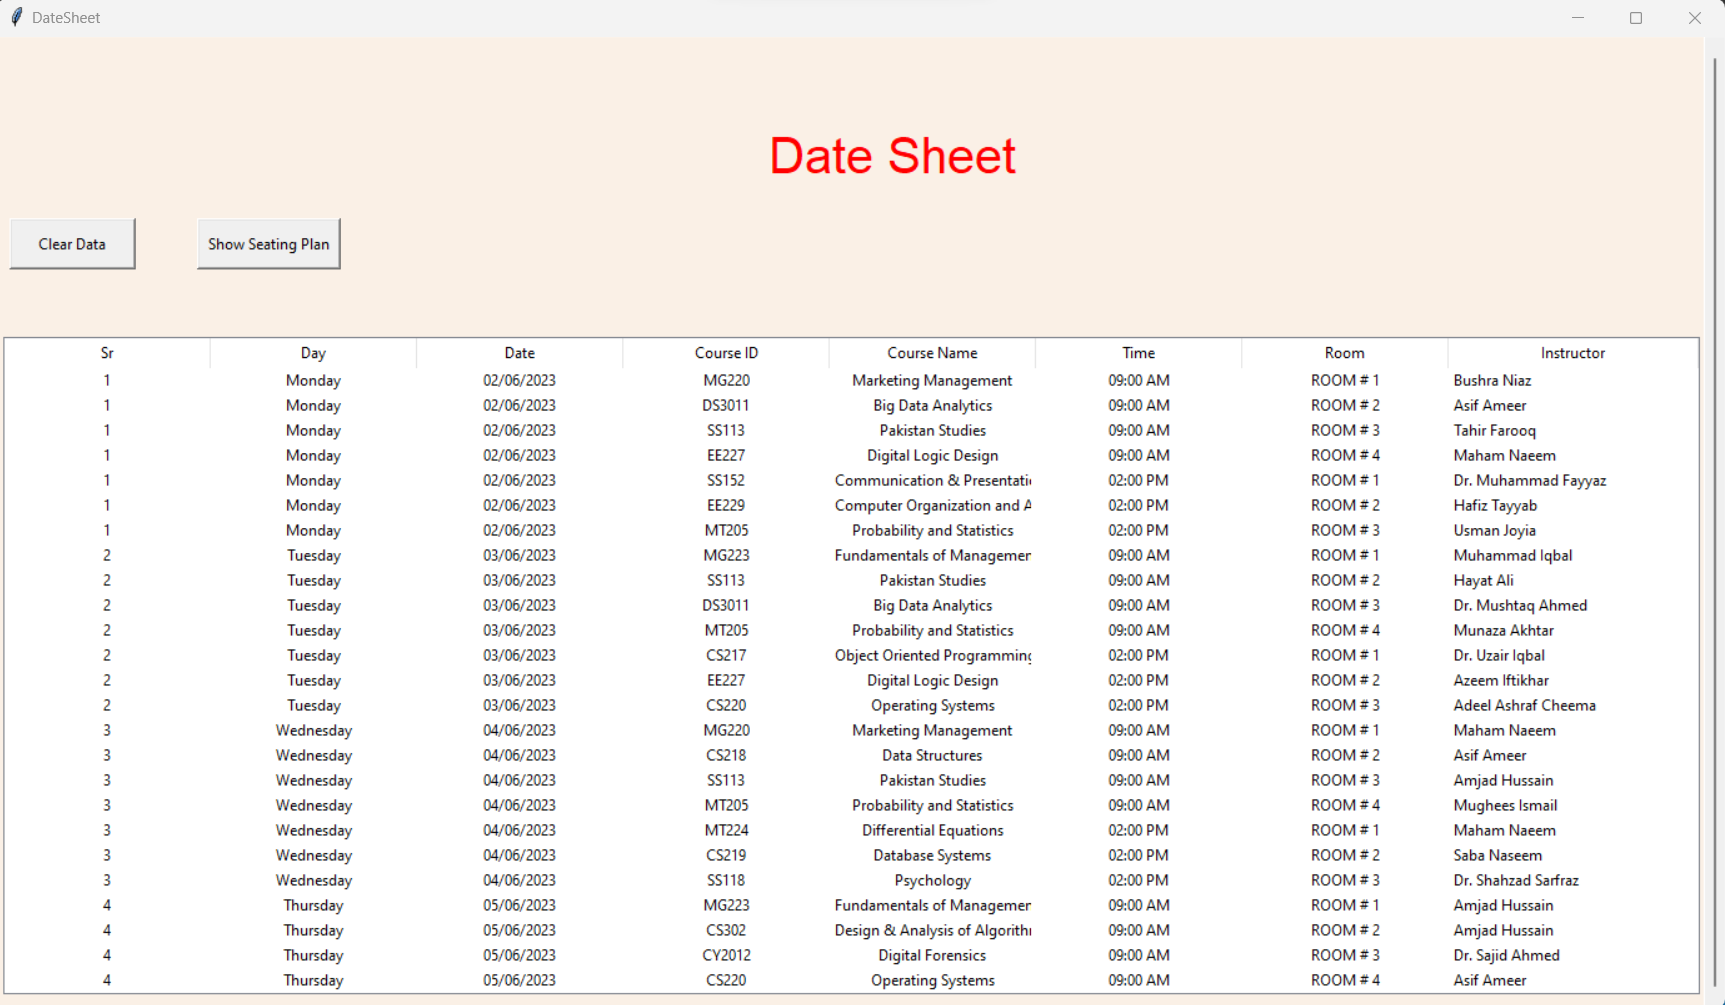 DateSheet
Date Sheet
Clear Data Show Seating Plan
Sr Day Date Course ID Course Name Time Room Instructor
1 Monday 02/06/2023 MG220 Marketing Management 09:00 AM ROOM # 1 Bushra Niaz
1 Monday 02/06/2023 DS3011 Big Data Analytics 09:00 AM ROOM # 2 Asif Ameer
1 Monday 02/06/2023 SS113 Pakistan Studies 09:00 AM ROOM # 3 Tahir Farooq
1 Monday 02/06/2023 EE227 Digital Logic Design 09:00 AM ROOM # 4 Maham Naeem
1 Monday 02/06/2023 SS152 Communication & Presentati 02:00 PM ROOM # 1 Dr. Muhammad Fayyaz
1 Monday 02/06/2023 EE229 Computer Organization and A 02:00 PM ROOM # 2 Hafiz Tayyab
1 Monday 02/06/2023 MT205 Probability and Statistics 02:00 PM ROOM # 3 Usman Joyia
2 Tuesday 03/06/2023 MG223 Fundamentals of Managemen 09:00 AM ROOM # 1 Muhammad Iqbal
2 Tuesday 03/06/2023 SS113 Pakistan Studies 09:00 AM ROOM # 2 Hayat Ali
2 Tuesday 03/06/2023 DS3011 Big Data Analytics 09:00 AM ROOM # 3 Dr. Mushtaq Ahmed
2 Tuesday 03/06/2023 MT205 Probability and Statistics 09:00 AM ROOM # 4 Munaza Akhtar
2 Tuesday 03/06/2023 CS217 Object Oriented Programming 02:00 PM ROOM # 1 Dr. Uzair Iqbal
2 Tuesday 03/06/2023 EE227 Digital Logic Design 02:00 PM ROOM # 2 Azeem Iftikhar
2 Tuesday 03/06/2023 CS220 Operating Systems 02:00 PM ROOM # 3 Adeel Ashraf Cheema
3 Wednesday 04/06/2023 MG220 Marketing Management 09:00 AM ROOM # 1 Maham Naeem
3 Wednesday 04/06/2023 CS218 Data Structures 09:00 AM ROOM # 2 Asif Ameer
3 Wednesday 04/06/2023 SS113 Pakistan Studies 09:00 AM ROOM # 3 Amjad Hussain
3 Wednesday 04/06/2023 MT205 Probability and Statistics 09:00 AM ROOM # 4 Mughees Ismail
3 Wednesday 04/06/2023 MT224 Differential Equations 02:00 PM ROOM # 1 Maham Naeem
3 Wednesday 04/06/2023 CS219 Database Systems 02:00 PM ROOM # 2 Saba Naseem
3 Wednesday 04/06/2023 SS118 Psychology 02:00 PM ROOM # 3 Dr. Shahzad Sarfraz
4 Thursday 05/06/2023 MG223 Fundamentals of Managemen 09:00 AM ROOM # 1 Amjad Hussain
4 Thursday 05/06/2023 CS302 Design & Analysis of Algorith 09:00 AM ROOM # 2 Amjad Hussain
4 Thursday 05/06/2023 CY2012 Digital Forensics 09:00 AM ROOM # 3 Dr. Sajid Ahmed
4 Thursday 05/06/2023 CS220 Operating Systems 09:00 AM ROOM # 4 Asif Ameer